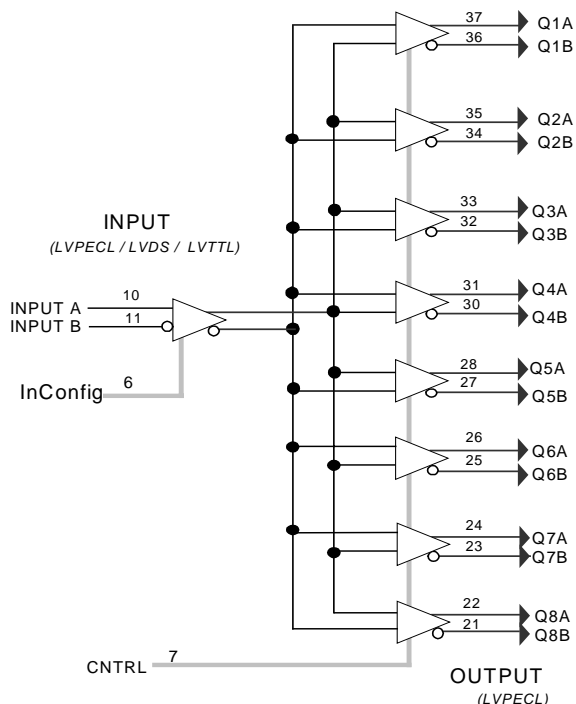 37 Q1A
36 Q1B
35 Q2A
34 Q2B
33 Q3A
32 Q3B
INPUT
(LVPECL / LVDS / LVTTL)
31 Q4A
30 Q4B
INPUT A 10
INPUT B 11
28 Q5A
27 Q5B
InConfig 6
26 Q6A
25 Q6B
24 Q7A
23 Q7B
22 Q8A
21 Q8B
CNTRL 7
OUTPUT
(LVPECL)